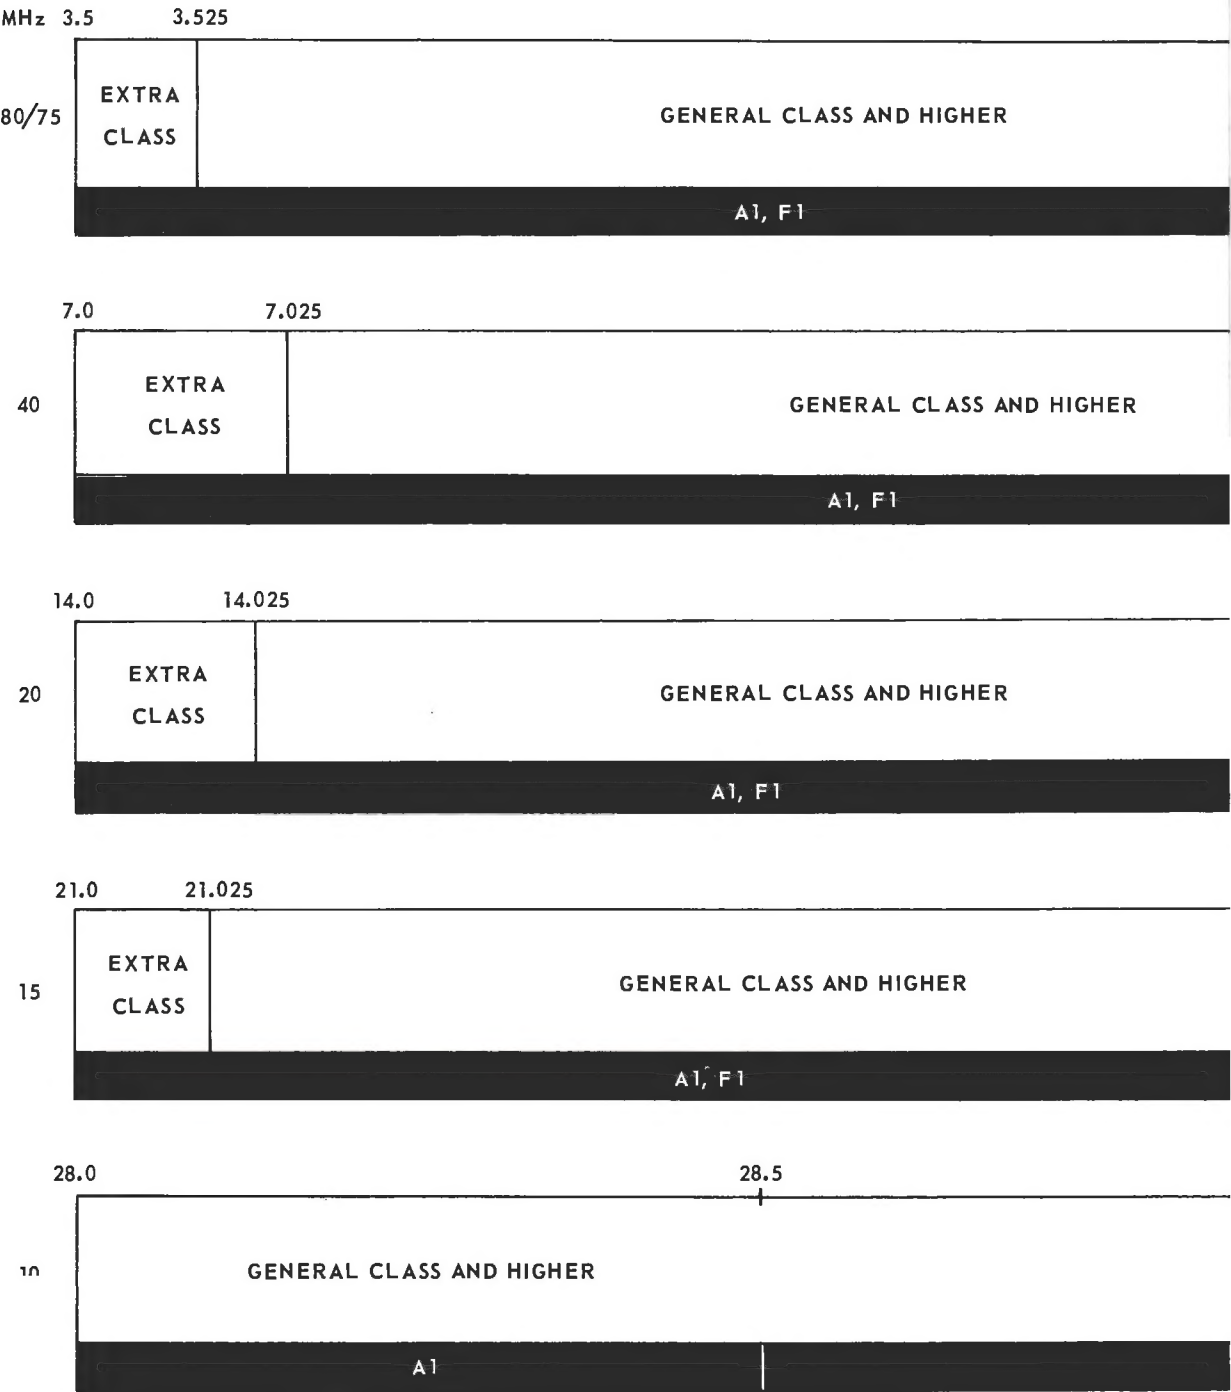 MHz 3.5 3.525
80/75
EXTRA
CLASS
GENERAL CLASS AND HIGHER
A1, F1
7.0 7.025
40
EXTRA
CLASS
GENERAL CLASS AND HIGHER
A1, F1
14.0 14.025
20
EXTRA
CLASS
GENERAL CLASS AND HIGHER
A1, F1
21.0 21.025
15
EXTRA
CLASS
GENERAL CLASS AND HIGHER
A1, F1
28.0 28.5
10
GENERAL CLASS AND HIGHER
A1